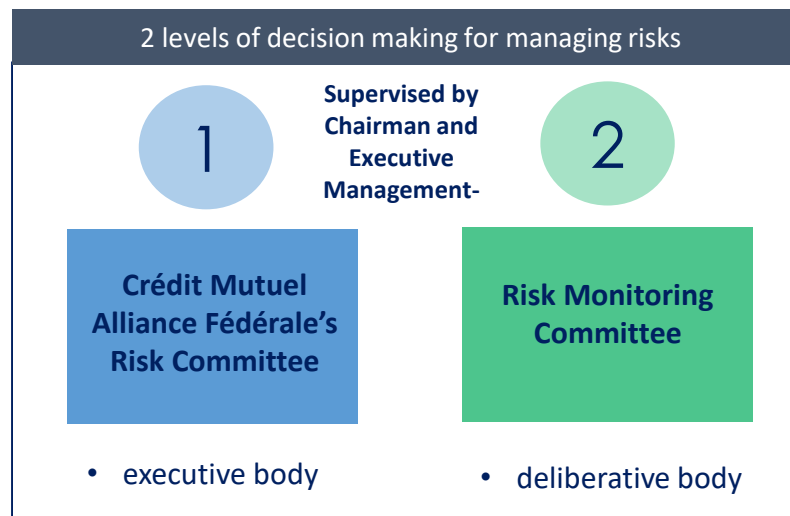 2 levels of decision making for managing risks
1
Supervised by
Chairman and
Executive
Management-
2
Crédit Mutuel
Alliance Fédérale’s
Risk Committee
Risk Monitoring
Committee
• executive body
• deliberative body